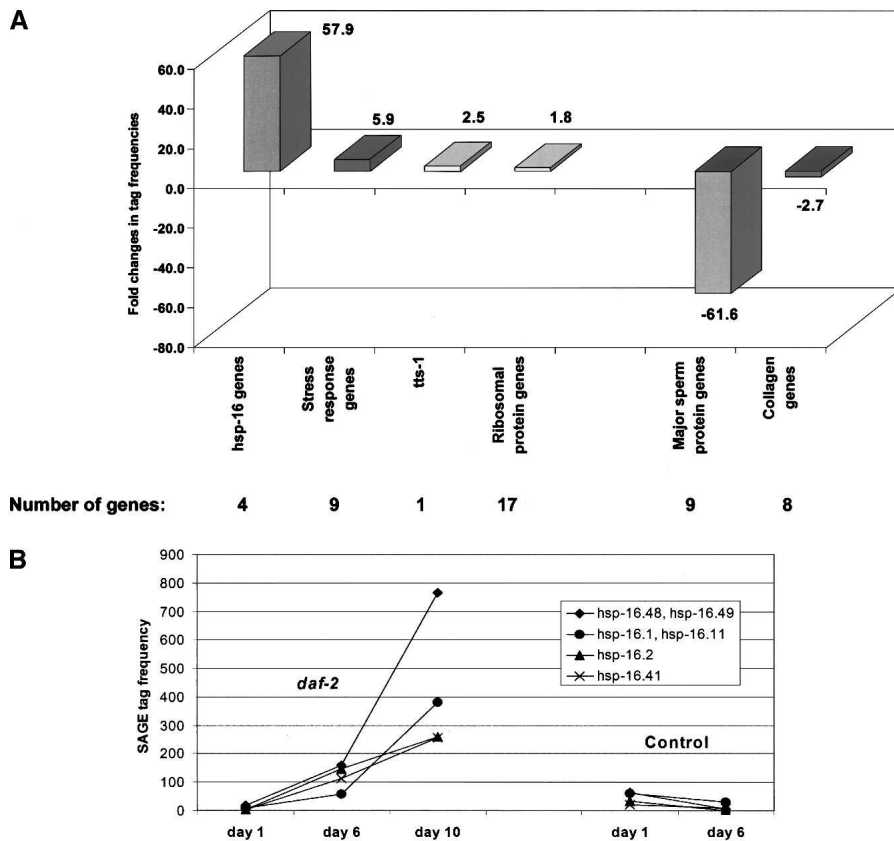 A
57.9
5.9
2.5
1.8
-2.7
-61.6
Fold changes in tag frequencies
60.0
40.0
20.0
0.0
-20.0
-40.0
-60.0
-80.0
hsp-16 genes
Stress
response
genes
tts-1
Ribosomal
protein genes
Major sperm
protein genes
Collagen
genes
Number of genes: 4 9 1 17 9 8
B
SAGE tag frequency
900
800
700
600
500
400
300
200
100
0
daf-2
hsp-16.48, hsp-16.49
hsp-16.1, hsp-16.11
hsp-16.2
hsp-16.41
Control
day 1 day 6 day 10 day 1 day 6